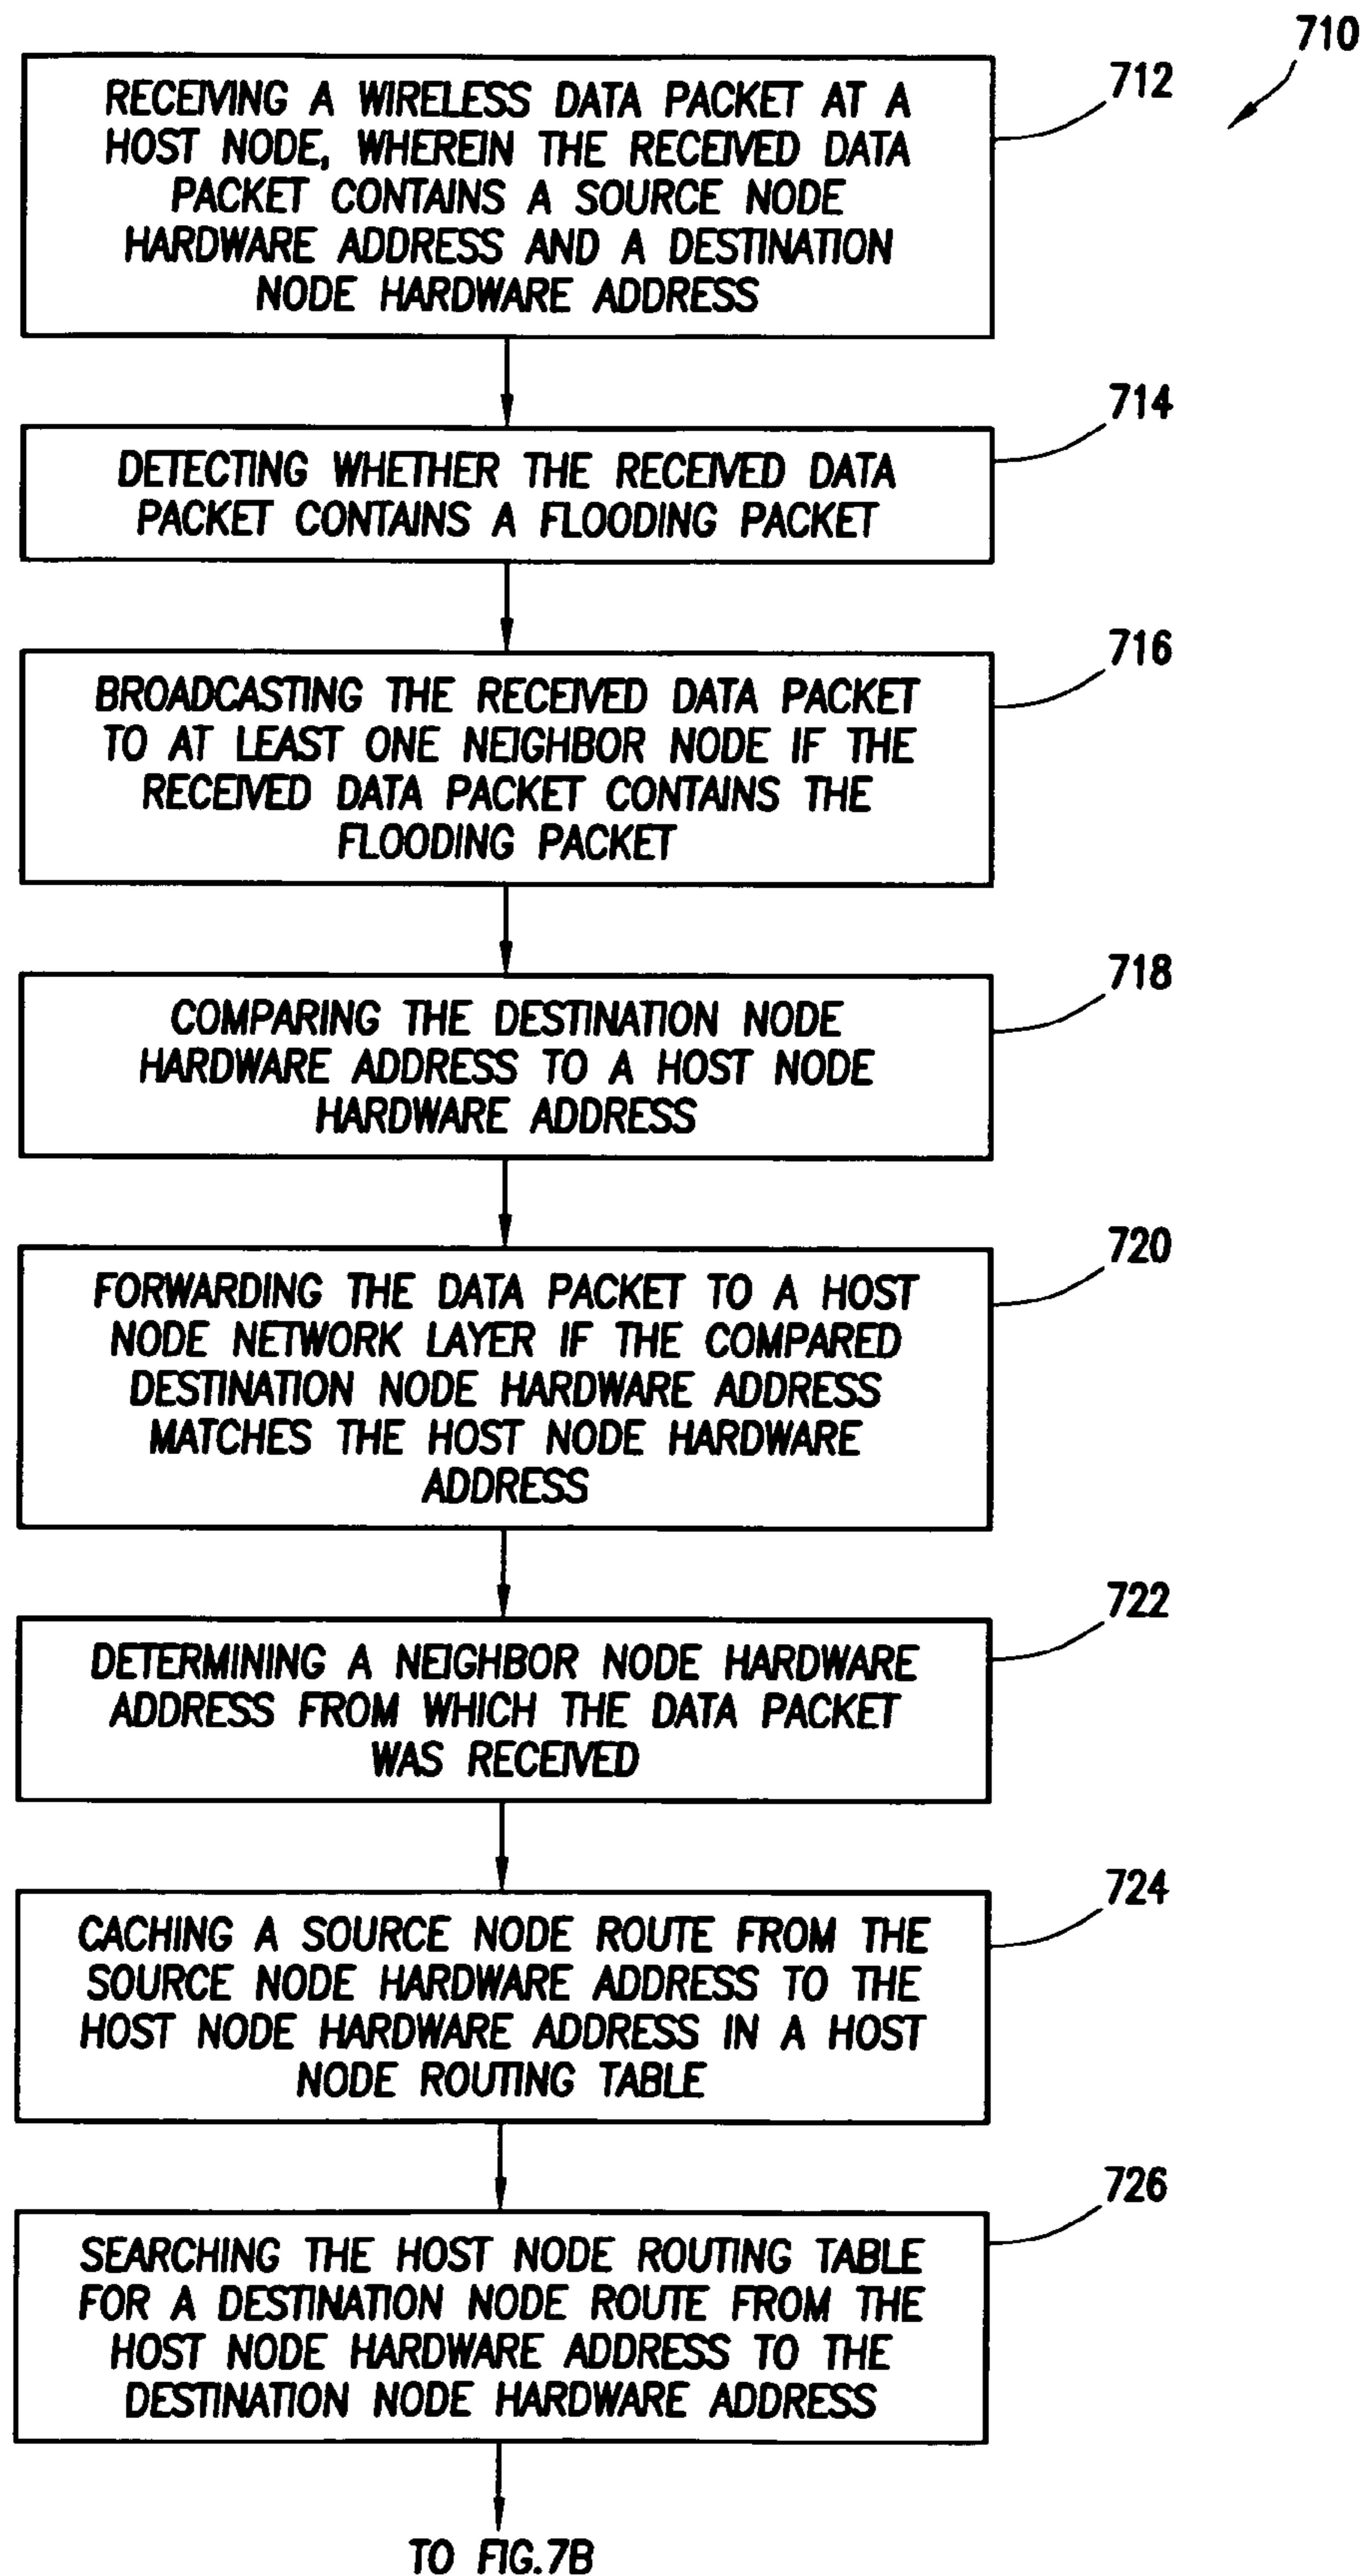 710
712
RECEIVING A WIRELESS DATA PACKET AT A
HOST NODE, WHEREIN THE RECEIVED DATA
PACKET CONTAINS A SOURCE NODE
HARDWARE ADDRESS AND A DESTINATION
NODE HARDWARE ADDRESS
714
DETECTING WHETHER THE RECEIVED DATA
PACKET CONTAINS A FLOODING PACKET
716
BROADCASTING THE RECEIVED DATA PACKET
TO AT LEAST ONE NEIGHBOR NODE IF THE
RECEIVED DATA PACKET CONTAINS THE
FLOODING PACKET
718
COMPARING THE DESTINATION NODE
HARDWARE ADDRESS TO A HOST NODE
HARDWARE ADDRESS
720
FORWARDING THE DATA PACKET TO A HOST
NODE NETWORK LAYER IF THE COMPARED
DESTINATION NODE HARDWARE ADDRESS
MATCHES THE HOST NODE HARDWARE
ADDRESS
722
DETERMINING A NEIGHBOR NODE HARDWARE
ADDRESS FROM WHICH THE DATA PACKET
WAS RECEIVED
724
CACHING A SOURCE NODE ROUTE FROM THE
SOURCE NODE HARDWARE ADDRESS TO THE
HOST NODE HARDWARE ADDRESS IN A HOST
NODE ROUTING TABLE
726
SEARCHING THE HOST NODE ROUTING TABLE
FOR A DESTINATION NODE ROUTE FROM THE
HOST NODE HARDWARE ADDRESS TO THE
DESTINATION NODE HARDWARE ADDRESS
TO FIG.7B